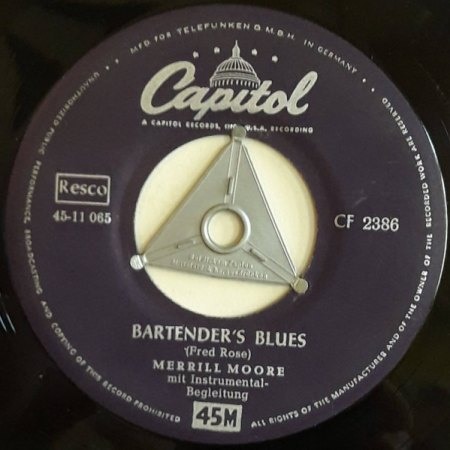 MFD. FOR TELEFUNKEN G.M.B.H. IN GERMANY
Capitol
A CAPITOL RECORDS, INC., U.S.A. RECORDING
Resco
45-11 065
CF 2386
BARTENDER'S BLUES
(Fred Rose)
MERRILL MOORE
mit Instrumental-
Begleitung
45M
UNAUTHORIZED PUBLIC PERFORMANCE, BROADCASTING AND COPYING OF THIS RECORD PROHIBITED
ALL RIGHTS OF THE MANUFACTURER AND OF THE OWNER OF THE RECORDED WORK ARE RESERVED